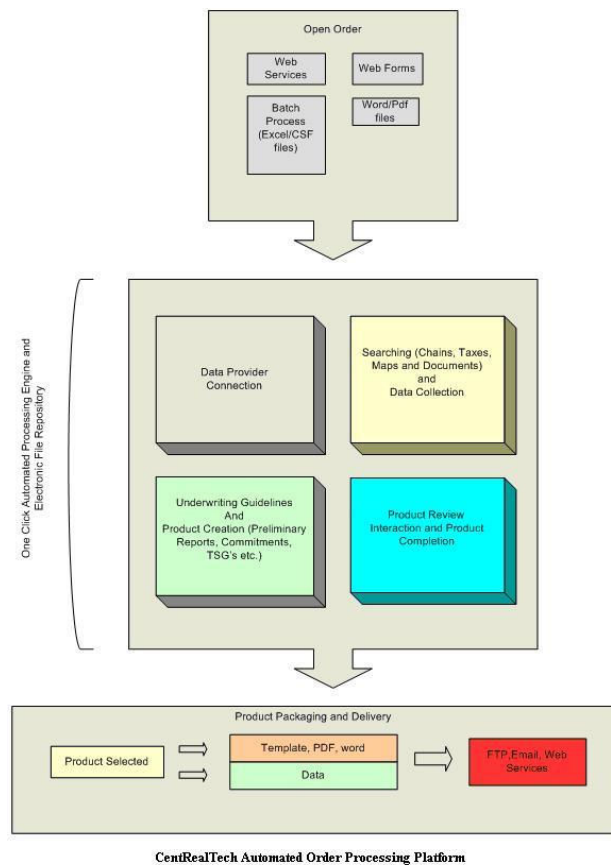 Open Order
Web
Services
Web Forms
Batch
Process
(Excel/CSF
files)
Word/Pdf
files
One Click Automated Processing Engine and
Electronic File Repository
Data Provider
Connection
Searching (Chains, Taxes,
Maps and Documents)
and
Data Collection
Underwriting Guidelines
And
Product Creation (Preliminary
Reports, Commitments,
TSG's etc.)
Product Review
Interaction and Product
Completion
Product Packaging and Delivery
Product Selected
Template, PDF, word
Data
FTP,Email, Web
Services
CentRealTech Automated Order Processing Platform